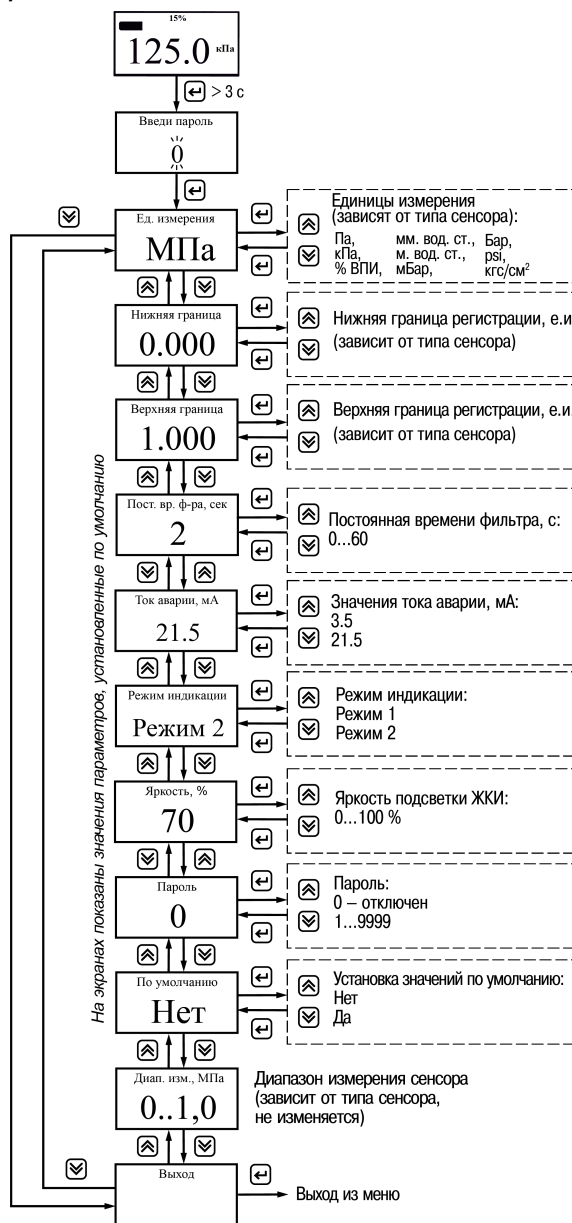 15%
125.0 кПа
> 3 с
Введи пароль
0
Ед. измерения
МПа
Единицы измерения
(зависят от типа сенсора):
Па, мм. вод. ст., Бар,
кПа, м. вод. ст., psi,
% ВПИ, мБар, кгс/см²
Нижняя граница
0.000
Нижняя граница регистрации, е.и
(зависит от типа сенсора)
Верхняя граница
1.000
Верхняя граница регистрации, е.и.
(зависит от типа сенсора)
На экранах показаны значения параметров, установленные по умолчанию
Пост. вр. ф-ра, сек
2
Постоянная времени фильтра, с:
0...60
Ток аварии, мА
21.5
Значения тока аварии, мА:
3.5
21.5
Режим индикации
Режим 2
Режим индикации:
Режим 1
Режим 2
Яркость, %
70
Яркость подсветки ЖКИ:
0...100 %
Пароль
0
Пароль:
0 – отключен
1...9999
По умолчанию
Нет
Установка значений по умолчанию:
Нет
Да
Диап. изм., МПа
0..1,0
Диапазон измерения сенсора
(зависит от типа сенсора,
не изменяется)
Выход
Выход из меню